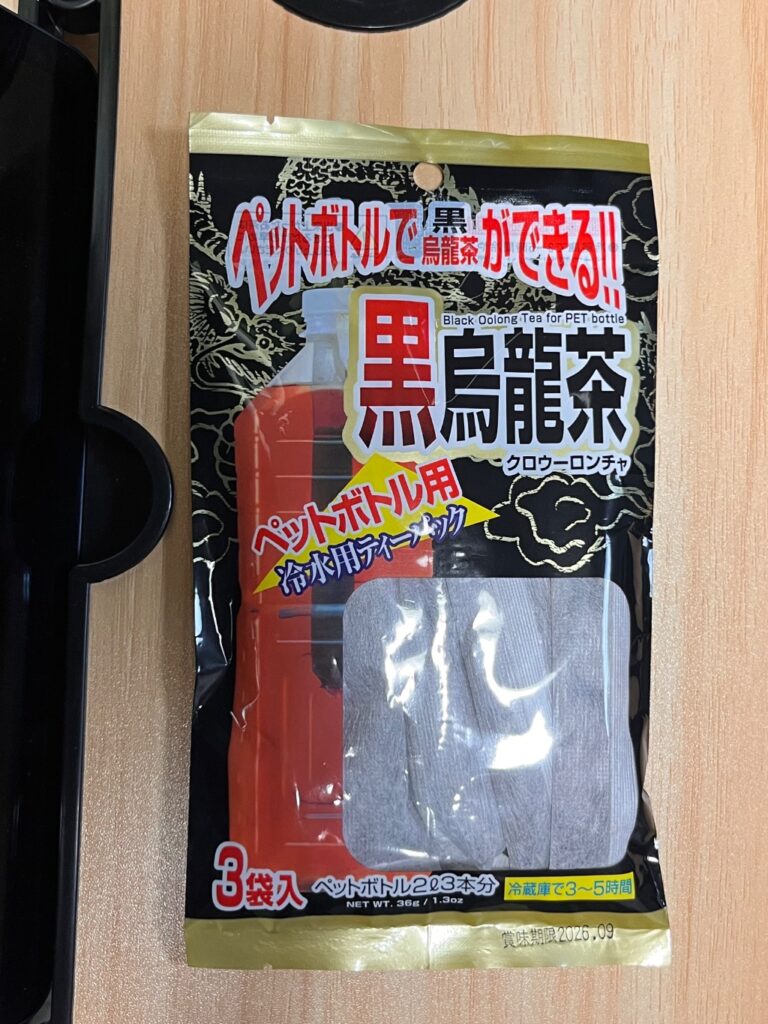 ペットボトルで黒烏龍茶ができる!!
Black Oolong Tea for PET bottle
黒烏龍茶
クロウーロンチャ
ペットボトル用
冷水用ティーパック
3袋入
ペットボトル2ℓ3本分
NET WT. 36g / 1.3oz
冷蔵庫で3〜5時間
賞味期限2026.09